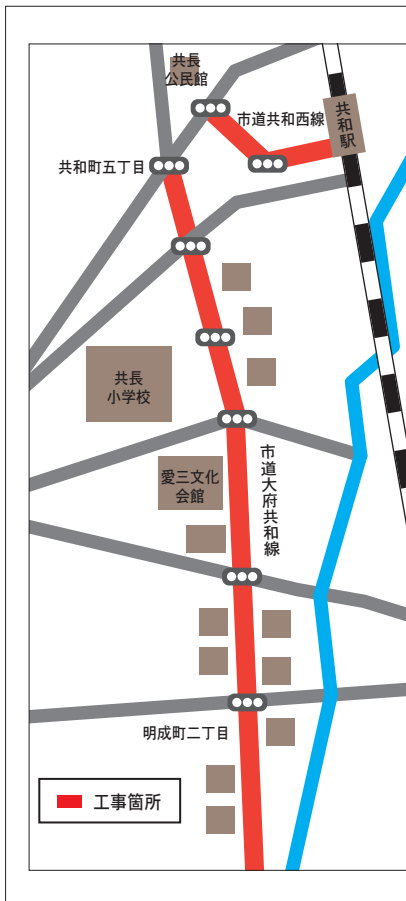 共長
公民館
市道共和西線
共和駅
共和町五丁目
共長
小学校
愛三文化
会館
市道大府共和線
明成町二丁目
工事箇所